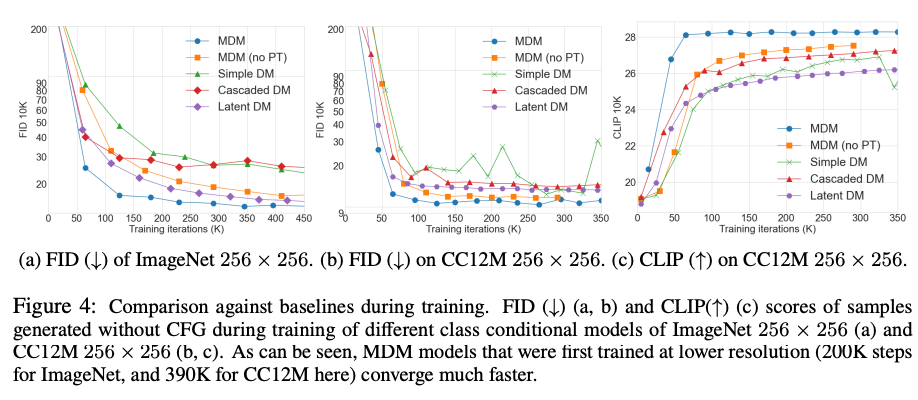 200
90
80
70
60
50
40
30
20
10
0 50 100 150 200 250 300 350 400 450
Training iterations (K)
FID 10K
MDM
MDM (no PT)
Simple DM
Cascaded DM
Latent DM
200
90
80
70
60
50
40
30
20
9
0 50 100 150 200 250 300 350
Training iterations (K)
FID 10K
MDM
MDM (no PT)
Simple DM
Cascaded DM
Latent DM
28
26
24
22
20
0 50 100 150 200 250 300 350
Training iterations (K)
CLIP 10K
MDM
MDM (no PT)
Simple DM
Cascaded DM
Latent DM
(a) FID (↓) of ImageNet 256 × 256. (b) FID (↓) on CC12M 256 × 256. (c) CLIP (↑) on CC12M 256 × 256.
Figure 4: Comparison against baselines during training. FID (↓) (a, b) and CLIP(↑) (c) scores of samples
generated without CFG during training of different class conditional models of ImageNet 256 × 256 (a) and
CC12M 256 × 256 (b, c). As can be seen, MDM models that were first trained at lower resolution (200K steps
for ImageNet, and 390K for CC12M here) converge much faster.